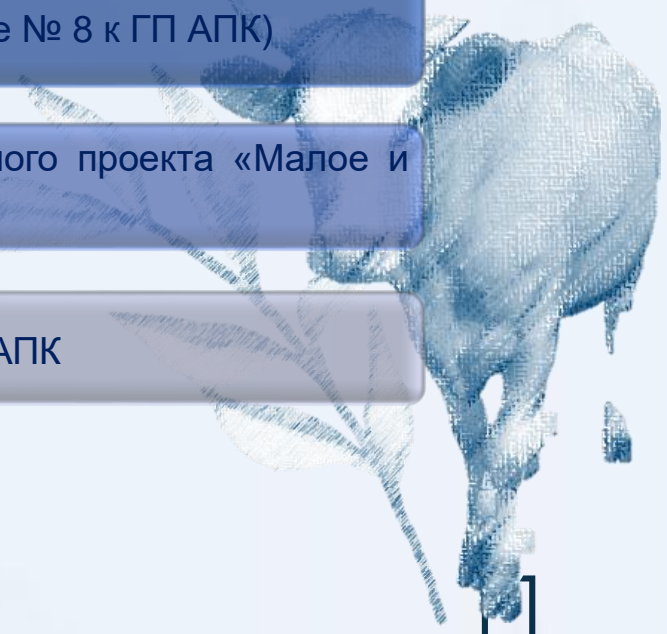 е № 8 к ГП АПК)
ого проекта «Малое и
АПК